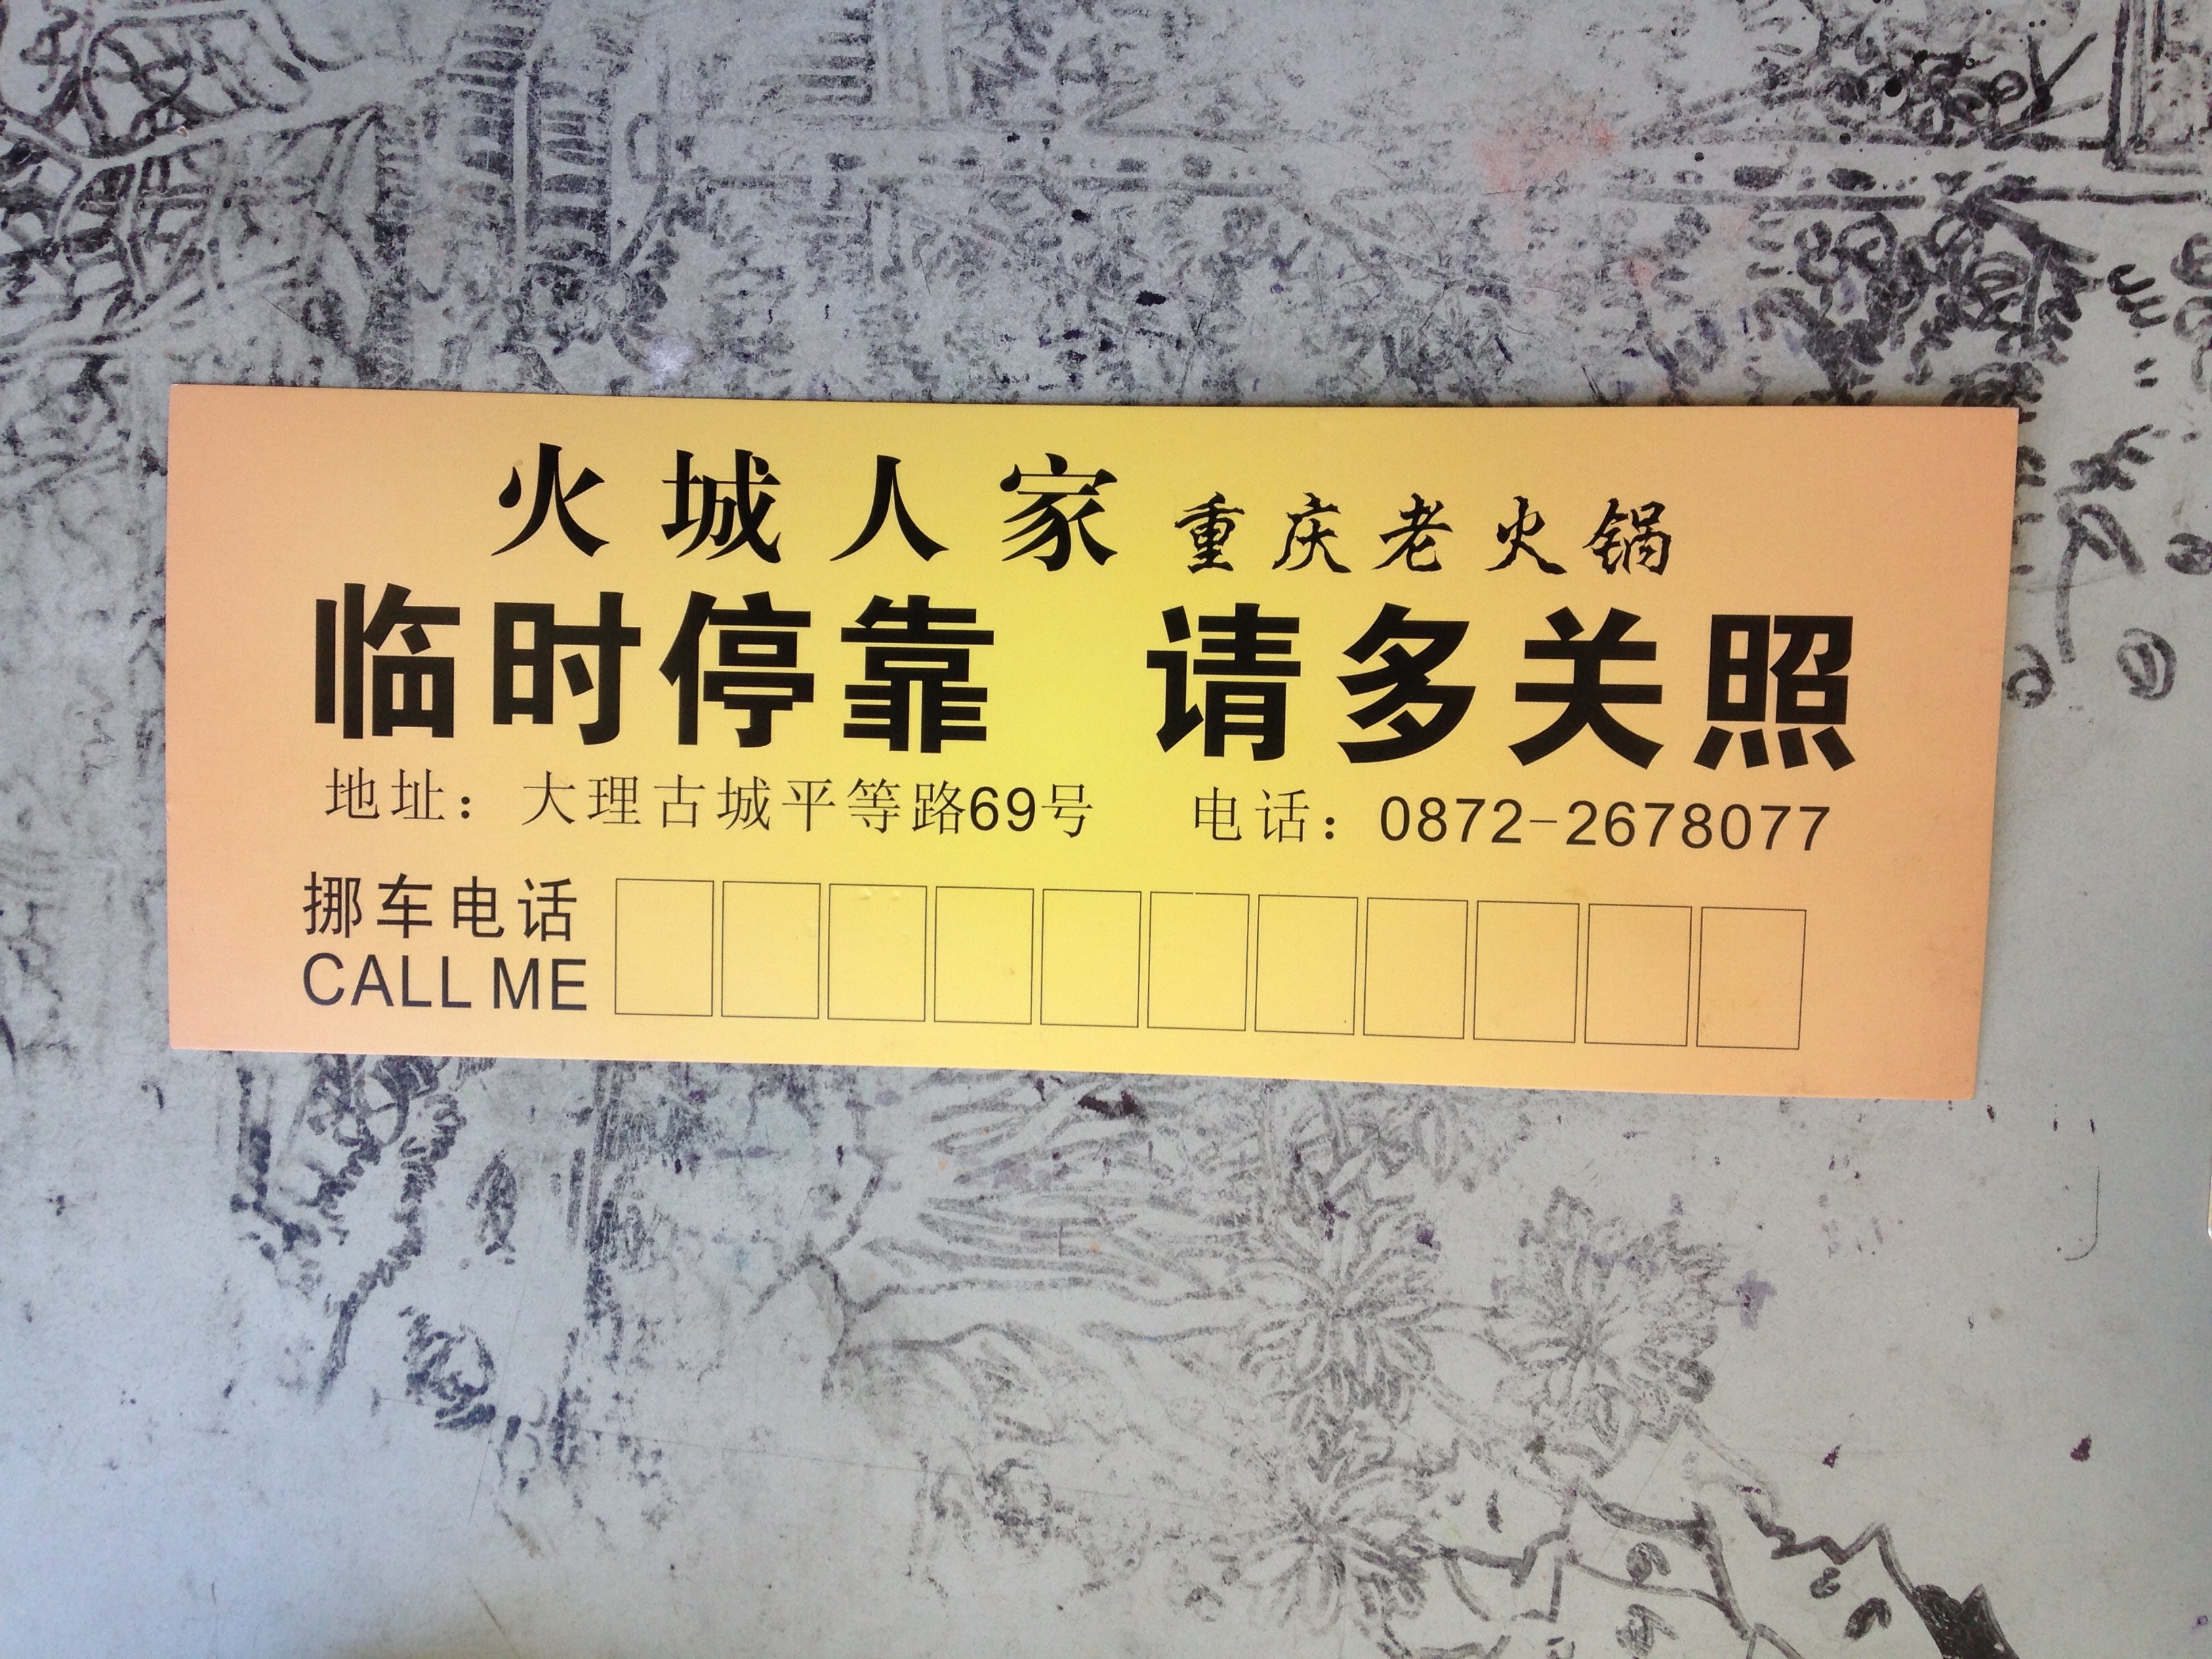 火城人家 重庆老火锅
临时停靠 请多关照
地址：大理古城平等路69号 电话：0872-2678077
挪车电话
CALL ME